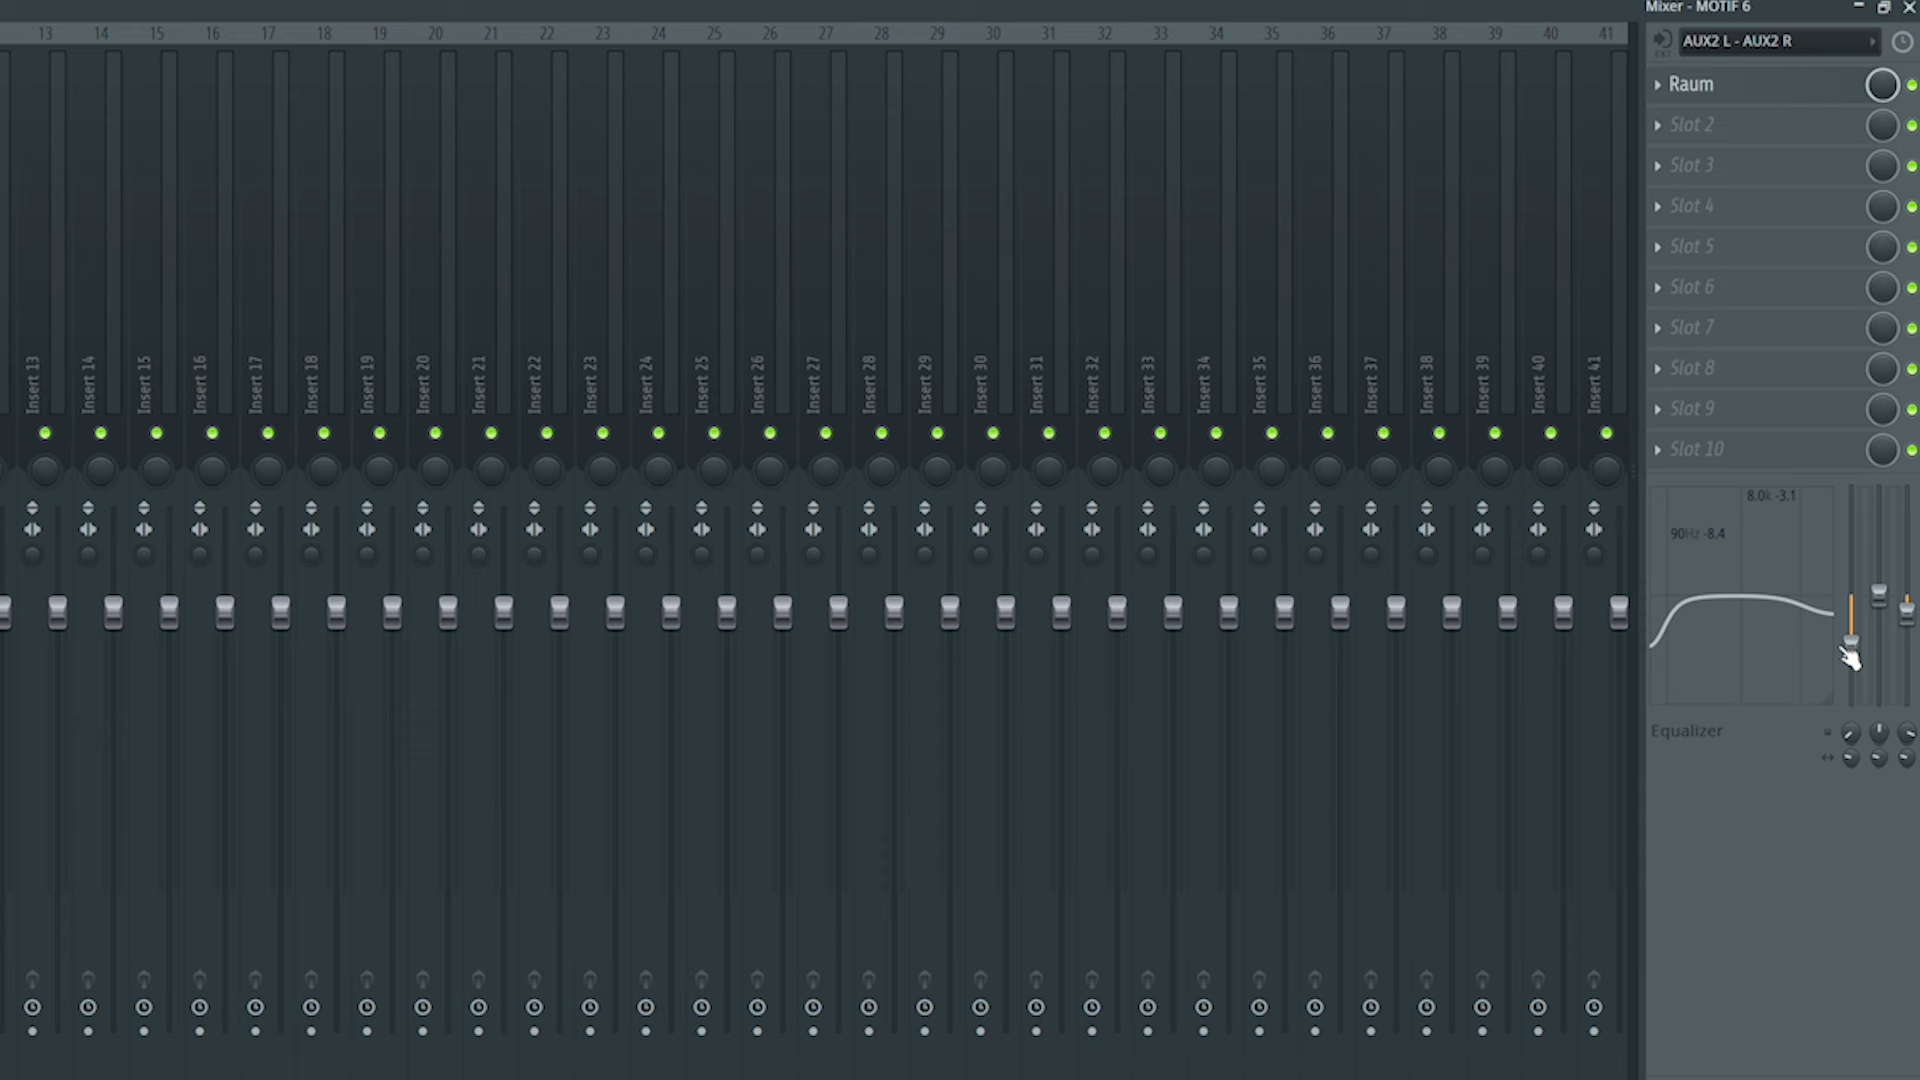 Mixer - MOTIF 6
13 14 15 16 17 18 19 20 21 22 23 24 25 26 27 28 29 30 31 32 33 34 35 36 37 38 39 40 41
EXT
AUX2 L - AUX2 R
Raum
Slot 2
Slot 3
Slot 4
Slot 5
Slot 6
Slot 7
Slot 8
Slot 9
Slot 10
Insert 13
Insert 14
Insert 15
Insert 16
Insert 17
Insert 18
Insert 19
Insert 20
Insert 21
Insert 22
Insert 23
Insert 24
Insert 25
Insert 26
Insert 27
Insert 28
Insert 29
Insert 30
Insert 31
Insert 32
Insert 33
Insert 34
Insert 35
Insert 36
Insert 37
Insert 38
Insert 39
Insert 40
Insert 41
8.0k -3.1
90Hz -8.4
Equalizer